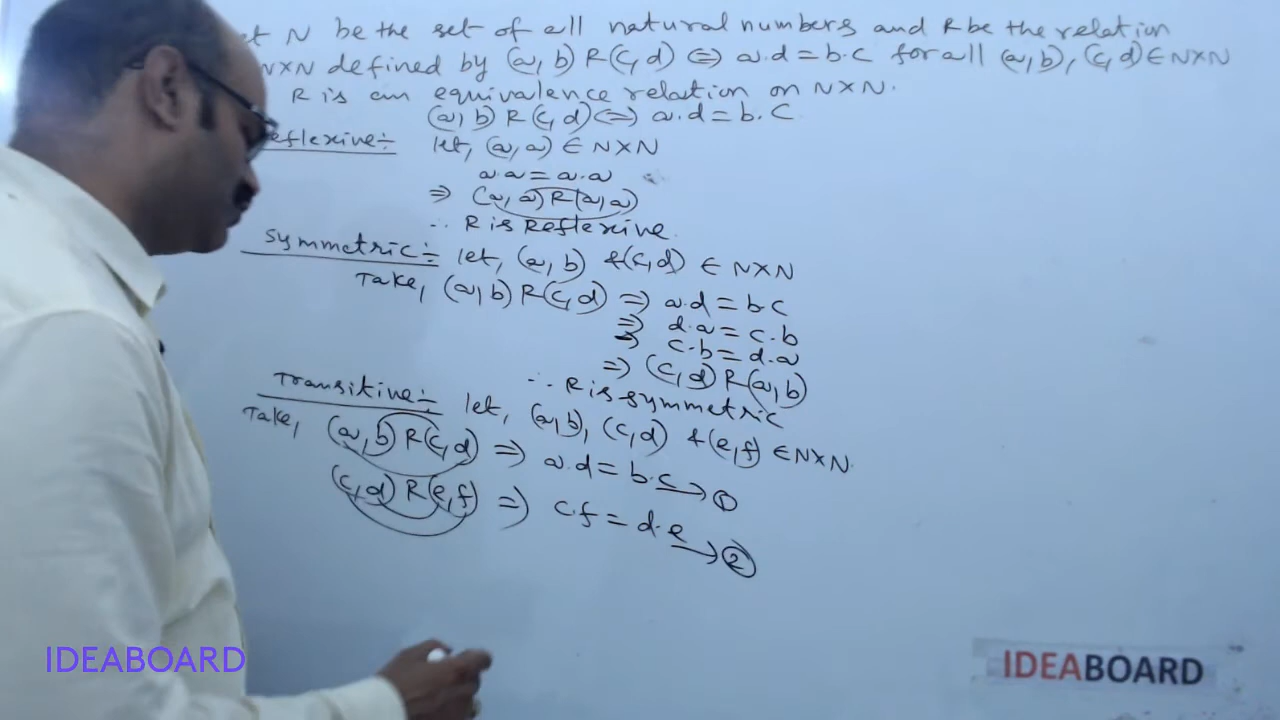 et N be the set of all natural numbers and R be the relation
N×N defined by (a, b) R (c, d) ⇔ a.d = b.c for all (a, b), (c, d) ∈ N×N
R is an equivalence relation on N×N.
(a, b) R (c, d) ⇔ a.d = b.c
eflexive:- let, (a, a) ∈ N×N
a.a = a.a
⇒ (a, a) R (a, a)
∴ R is Reflexive.
Symmetric:- let, (a, b) & (c, d) ∈ N×N
Take, (a, b) R (c, d) ⇒ a.d = b.c
⇒ d.a = c.b
⇒ c.b = d.a
⇒ (c, d) R (a, b)
∴ R is symmetric
Transitive:- let, (a, b), (c, d) & (e, f) ∈ N×N
Take, (a, b) R (c, d) ⇒ a.d = b.c → ①
(c, d) R (e, f) ⇒ c.f = d.e → ②
IDEABOARD
IDEABOARD